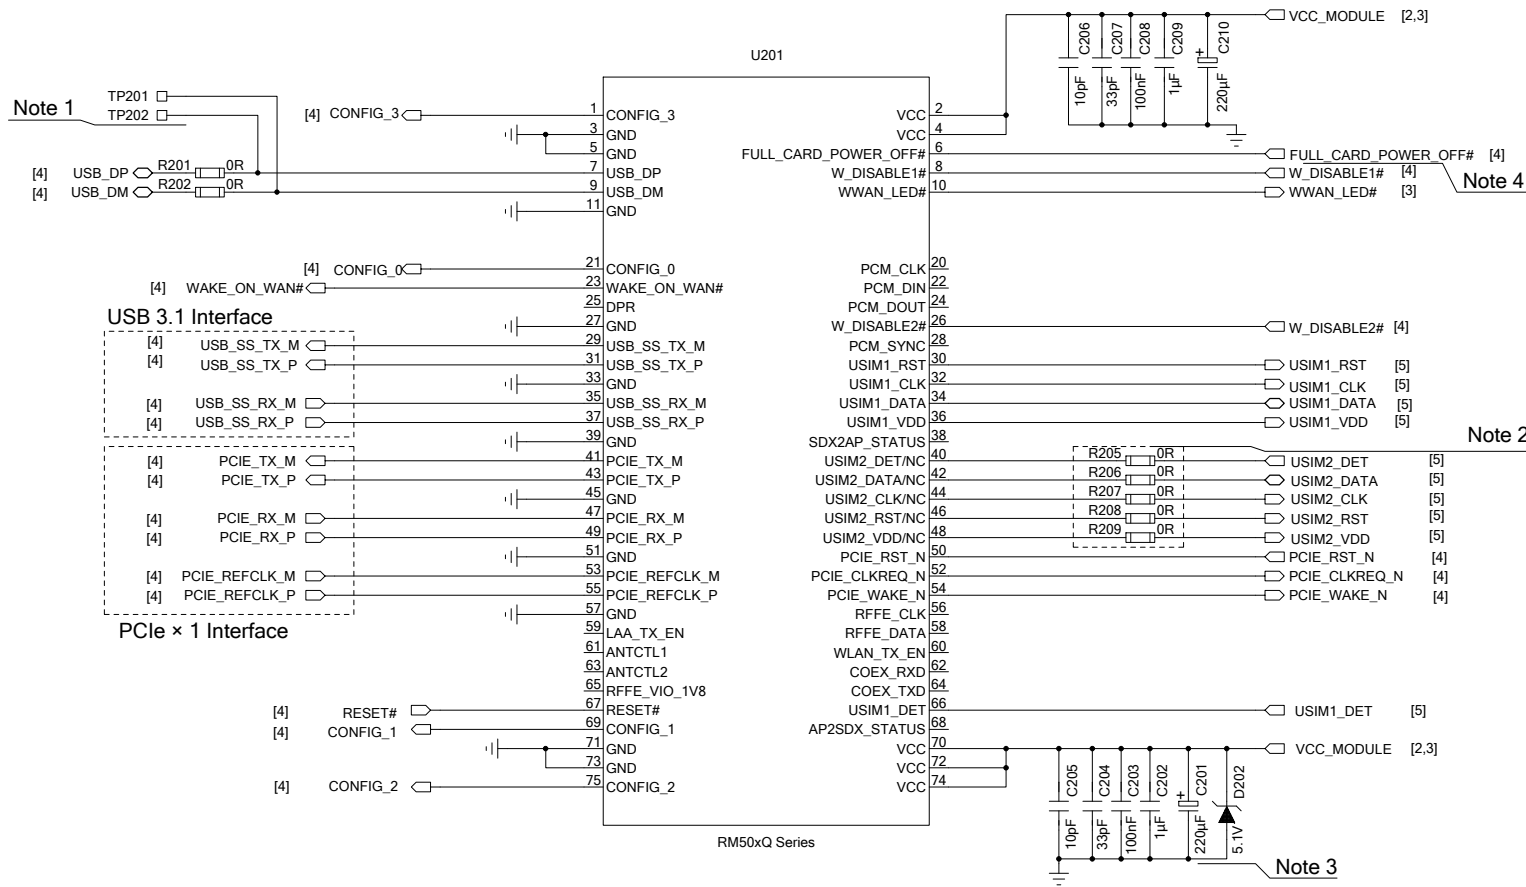 VCC_MODULE [2,3]
C206
C207
C208
C209
C210
+
10pF
33pF
100nF
1μF
220μF
U201
TP201
TP202
Note 1
[4] CONFIG_3
1 CONFIG_3
3 GND
5 GND
[4] USB_DP R201 0R
7 USB_DP
[4] USB_DM R202 0R
9 USB_DM
11 GND
VCC 2
VCC 4
FULL_CARD_POWER_OFF# 6
FULL_CARD_POWER_OFF# [4]
W_DISABLE1# 8
W_DISABLE1# [4]
WWAN_LED# 10
WWAN_LED# [3]
Note 4
[4] CONFIG_0
21 CONFIG_0
[4] WAKE_ON_WAN#
23 WAKE_ON_WAN#
25 DPR
27 GND
USB 3.1 Interface
[4] USB_SS_TX_M
29 USB_SS_TX_M
[4] USB_SS_TX_P
31 USB_SS_TX_P
33 GND
[4] USB_SS_RX_M
35 USB_SS_RX_M
[4] USB_SS_RX_P
37 USB_SS_RX_P
39 GND
[4] PCIE_TX_M
41 PCIE_TX_M
[4] PCIE_TX_P
43 PCIE_TX_P
45 GND
[4] PCIE_RX_M
47 PCIE_RX_M
[4] PCIE_RX_P
49 PCIE_RX_P
51 GND
[4] PCIE_REFCLK_M
53 PCIE_REFCLK_M
[4] PCIE_REFCLK_P
55 PCIE_REFCLK_P
57 GND
PCIe × 1 Interface
59 LAA_TX_EN
61 ANTCTL1
63 ANTCTL2
65 RFFE_VIO_1V8
[4] RESET#
67 RESET#
[4] CONFIG_1
69 CONFIG_1
71 GND
73 GND
[4] CONFIG_2
75 CONFIG_2
PCM_CLK 20
PCM_DIN 22
PCM_DOUT 24
W_DISABLE2# 26
W_DISABLE2# [4]
PCM_SYNC 28
USIM1_RST 30
USIM1_RST [5]
USIM1_CLK 32
USIM1_CLK [5]
USIM1_DATA 34
USIM1_DATA [5]
USIM1_VDD 36
USIM1_VDD [5]
SDX2AP_STATUS 38
Note 2
USIM2_DET/NC 40
R205 0R
USIM2_DET [5]
USIM2_DATA/NC 42
R206 0R
USIM2_DATA [5]
USIM2_CLK/NC 44
R207 0R
USIM2_CLK [5]
USIM2_RST/NC 46
R208 0R
USIM2_RST [5]
USIM2_VDD/NC 48
R209 0R
USIM2_VDD [5]
PCIE_RST_N 50
PCIE_RST_N [4]
PCIE_CLKREQ_N 52
PCIE_CLKREQ_N [4]
PCIE_WAKE_N 54
PCIE_WAKE_N [4]
RFFE_CLK 56
RFFE_DATA 58
WLAN_TX_EN 60
COEX_RXD 62
COEX_TXD 64
USIM1_DET 66
USIM1_DET [5]
AP2SDX_STATUS 68
VCC 70
VCC_MODULE [2,3]
VCC 72
VCC 74
C205
C204
C203
C202
C201
D202
+
10pF
33pF
100nF
1μF
220μF
5.1V
RM50xQ Series
Note 3